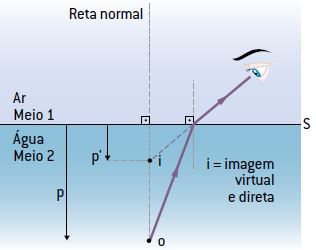 Reta normal
Ar
Meio 1
S
Água
Meio 2
p'
i
i = imagem
virtual
e direta
p
o